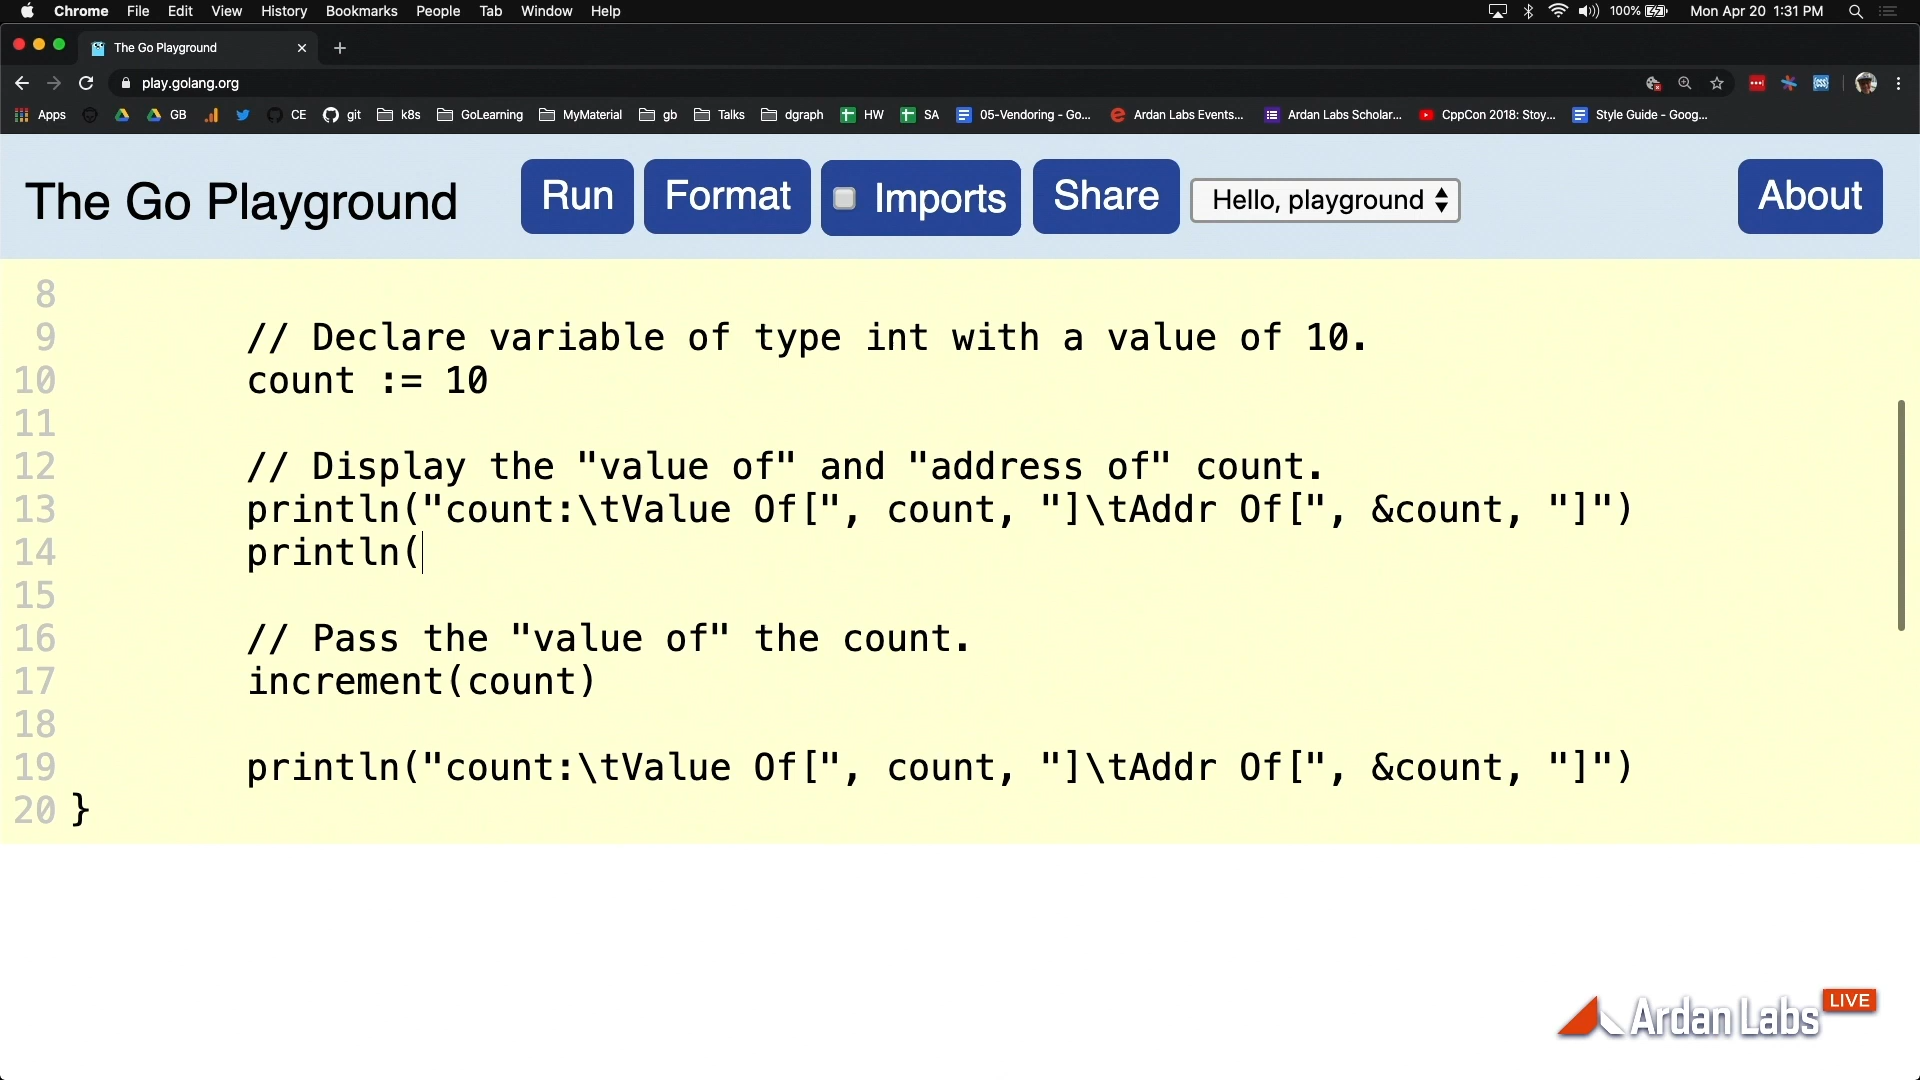 Chrome File Edit View History Bookmarks People Tab Window Help 100% Mon Apr 20 1:31 PM
The Go Playground
play.golang.org
Apps GB CE git k8s GoLearning MyMaterial gb Talks dgraph HW SA 05-Vendoring - Go... Ardan Labs Events... Ardan Labs Scholar... CppCon 2018: Stoy... Style Guide - Goog...
The Go Playground Run Format Imports Share Hello, playground About
8
9 // Declare variable of type int with a value of 10.
10 count := 10
11
12 // Display the "value of" and "address of" count.
13 println("count:\tValue Of[", count, "]\tAddr Of[", &count, "]")
14 println(
15
16 // Pass the "value of" the count.
17 increment(count)
18
19 println("count:\tValue Of[", count, "]\tAddr Of[", &count, "]")
20 }
Ardan Labs LIVE